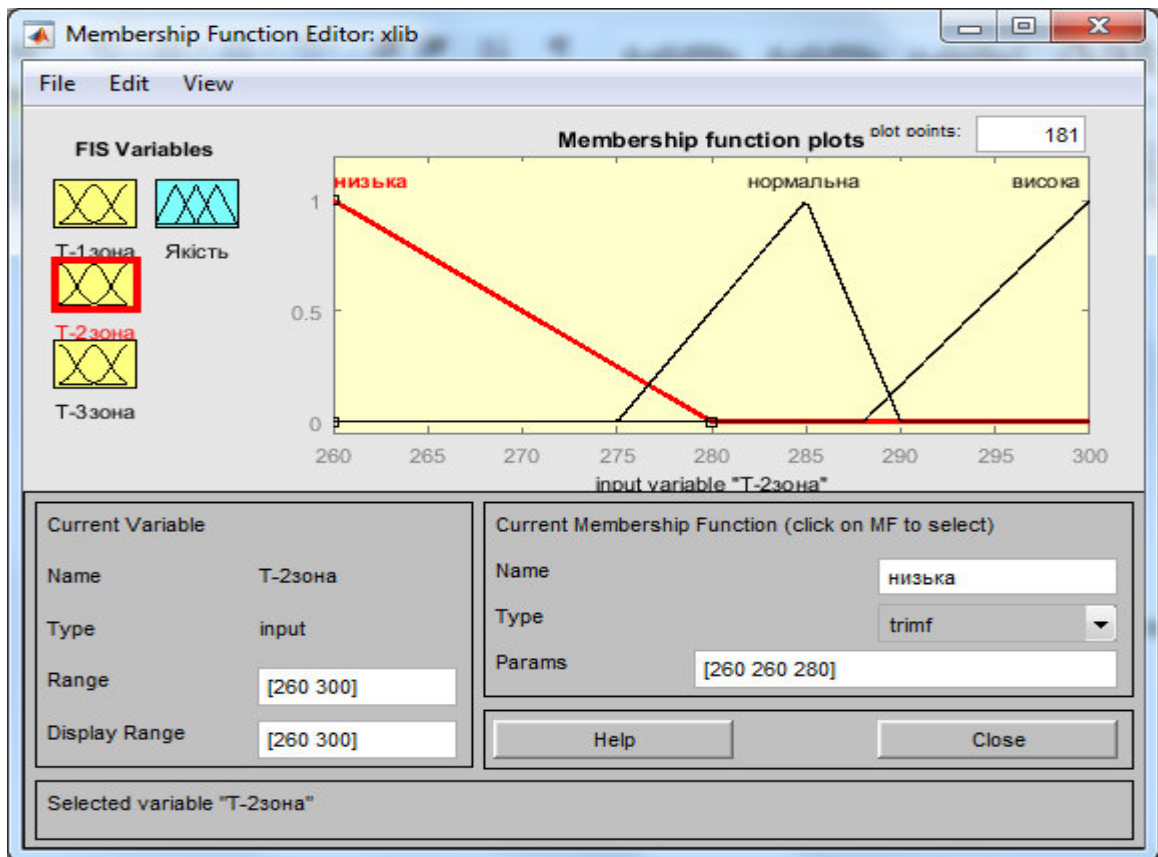 Membership Function Editor: xlib
File Edit View
FIS Variables
Т-1зона Якість
Т-2зона
Т-3зона
Membership function plots plot points: 181
низька нормальна висока
1
0.5
0
260 265 270 275 280 285 290 295 300
input variable "Т-2зона"
Current Variable
Name Т-2зона
Type input
Range [260 300]
Display Range [260 300]
Current Membership Function (click on MF to select)
Name низька
Type trimf
Params [260 260 280]
Help Close
Selected variable "Т-2зона"